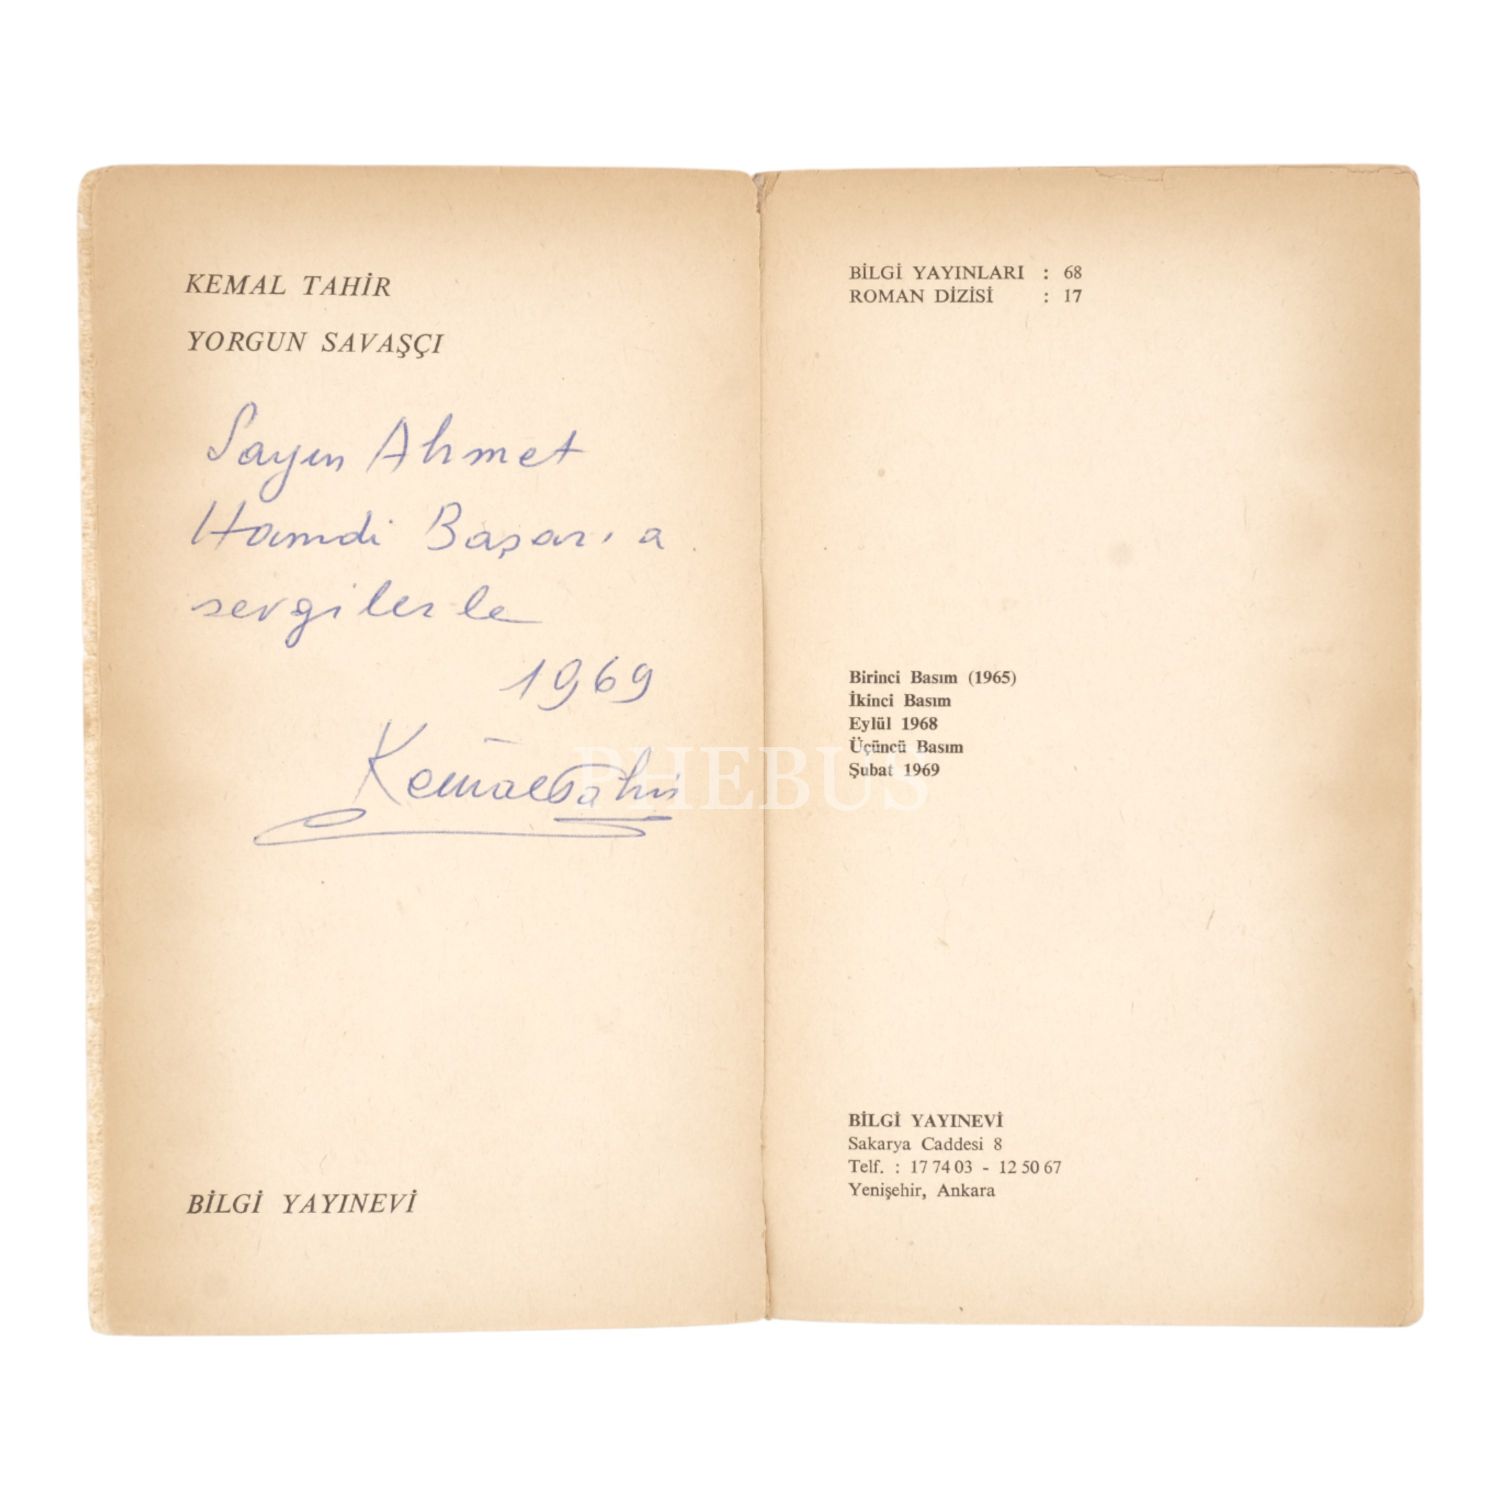 KEMAL TAHİR
YORGUN SAVAŞÇI
Sayın Ahmet
Hamdi Başar'a
sevgilerle
1969
Kemal Tahir
BİLGİ YAYINEVİ
BİLGİ YAYINLARI : 68
ROMAN DİZİSİ : 17
Birinci Basım (1965)
İkinci Basım
Eylül 1968
Üçüncü Basım
Şubat 1969
BİLGİ YAYINEVİ
Sakarya Caddesi 8
Telf. : 17 74 03 - 12 50 67
Yenişehir, Ankara
PHEBUS